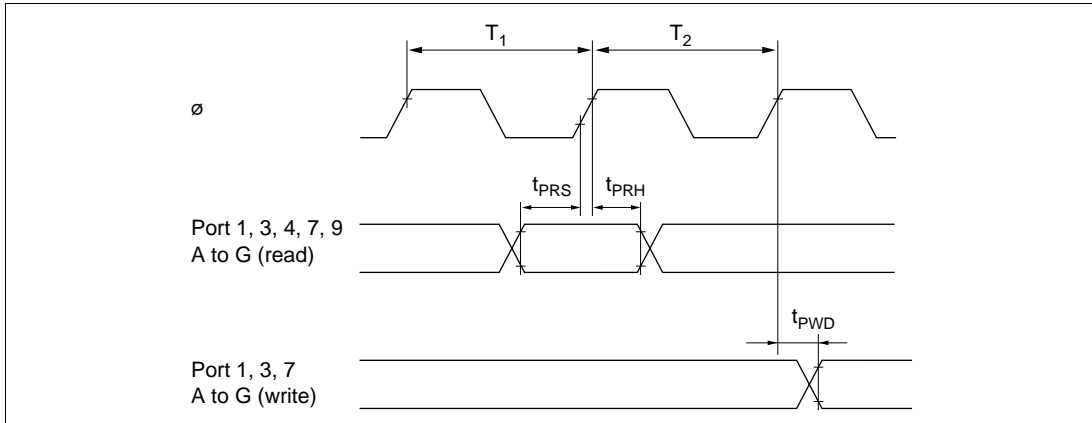 T1 T2
ø
tPRS tPRH
Port 1, 3, 4, 7, 9
A to G (read)
tPWD
Port 1, 3, 7
A to G (write)